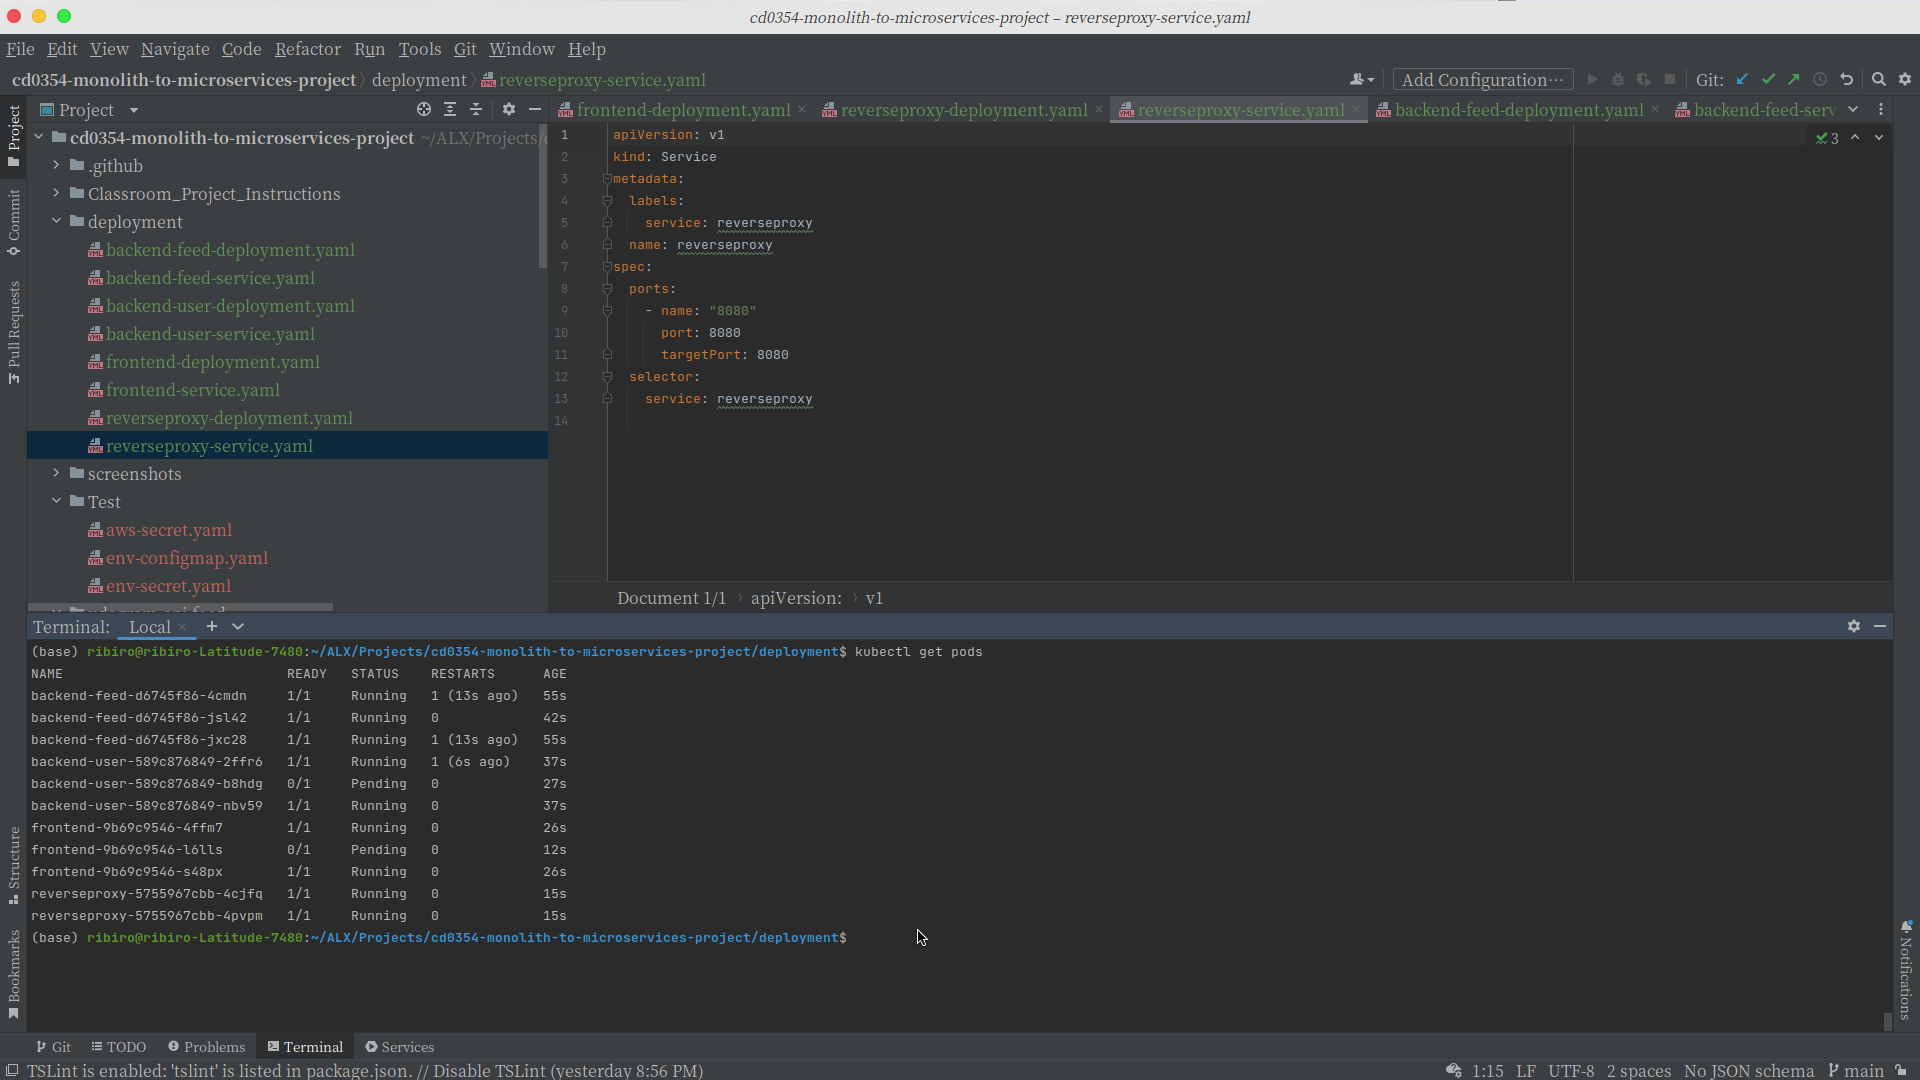 cd0354-monolith-to-microservices-project – reverseproxy-service.yaml
File Edit View Navigate Code Refactor Run Tools Git Window Help
cd0354-monolith-to-microservices-project deployment reverseproxy-service.yaml
Add Configuration... Git:
Project
frontend-deployment.yaml reverseproxy-deployment.yaml reverseproxy-service.yaml backend-feed-deployment.yaml backend-feed-serv
Project
Commit
Pull Requests
Structure
Bookmarks
cd0354-monolith-to-microservices-project ~/ALX/Projects/
.github
Classroom_Project_Instructions
deployment
backend-feed-deployment.yaml
backend-feed-service.yaml
backend-user-deployment.yaml
backend-user-service.yaml
frontend-deployment.yaml
frontend-service.yaml
reverseproxy-deployment.yaml
reverseproxy-service.yaml
screenshots
Test
aws-secret.yaml
env-configmap.yaml
env-secret.yaml
1 apiVersion: v1
2 kind: Service
3 metadata:
4 labels:
5 service: reverseproxy
6 name: reverseproxy
7 spec:
8 ports:
9 - name: "8080"
10 port: 8080
11 targetPort: 8080
12 selector:
13 service: reverseproxy
14
3
Document 1/1 › apiVersion: › v1
Terminal: Local
(base) ribiro@ribiro-Latitude-7480:~/ALX/Projects/cd0354-monolith-to-microservices-project/deployment$ kubectl get pods
NAME READY STATUS RESTARTS AGE
backend-feed-d6745f86-4cmdn 1/1 Running 1 (13s ago) 55s
backend-feed-d6745f86-jsl42 1/1 Running 0 42s
backend-feed-d6745f86-jxc28 1/1 Running 1 (13s ago) 55s
backend-user-589c876849-2ffr6 1/1 Running 1 (6s ago) 37s
backend-user-589c876849-b8hdg 0/1 Pending 0 27s
backend-user-589c876849-nbv59 1/1 Running 0 37s
frontend-9b69c9546-4ffm7 1/1 Running 0 26s
frontend-9b69c9546-l6lls 0/1 Pending 0 12s
frontend-9b69c9546-s48px 1/1 Running 0 26s
reverseproxy-5755967cbb-4cjfq 1/1 Running 0 15s
reverseproxy-5755967cbb-4pvpm 1/1 Running 0 15s
(base) ribiro@ribiro-Latitude-7480:~/ALX/Projects/cd0354-monolith-to-microservices-project/deployment$
Notifications
Git TODO Problems Terminal Services
TSLint is enabled: 'tslint' is listed in package.json. // Disable TSLint (yesterday 8:56 PM)
1:15 LF UTF-8 2 spaces No JSON schema main